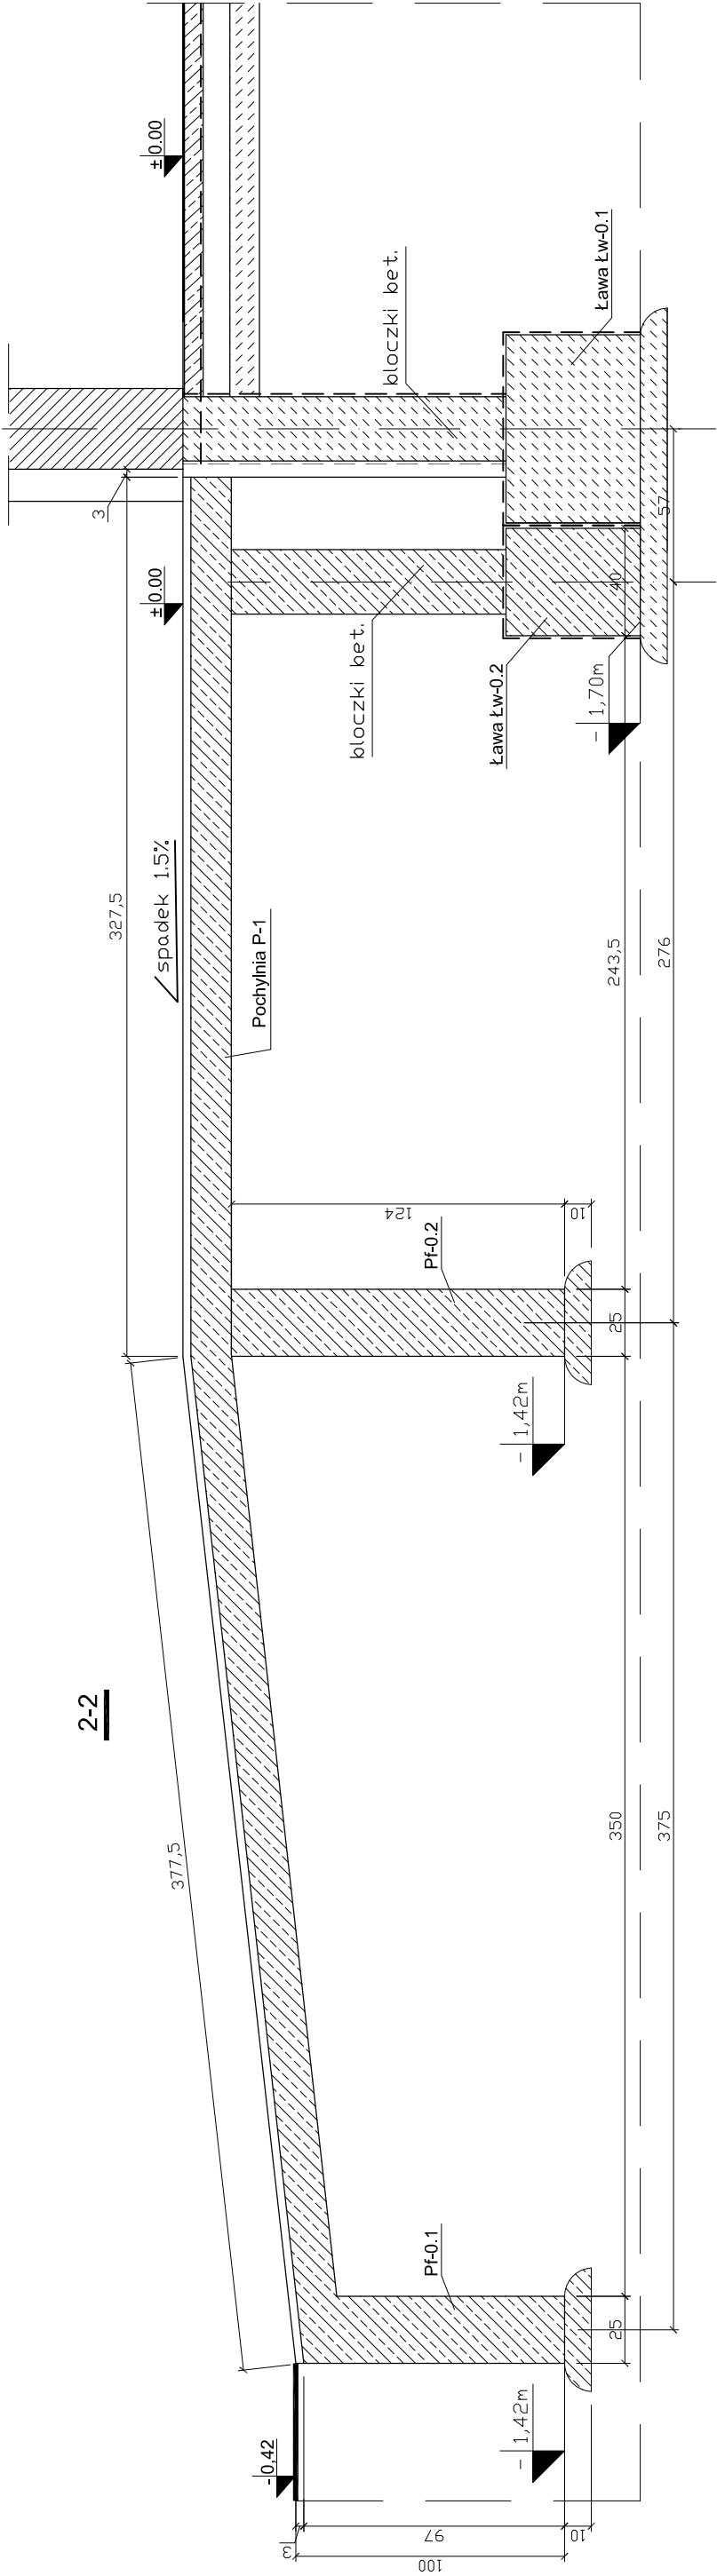 2-2
377,5
327,5
3
spadek 1.5%
±0.00
±0.00
-0,42
Pochylnia P-1
bloczki bet.
bloczki bet.
Pf-0.1
Pf-0.2
Ława Łw-0.2
Ława Łw-0.1
124
10
- 1,42m
- 1,42m
- 1,70m
3
97
10
100
25
350
25
243,5
40
375
276
57